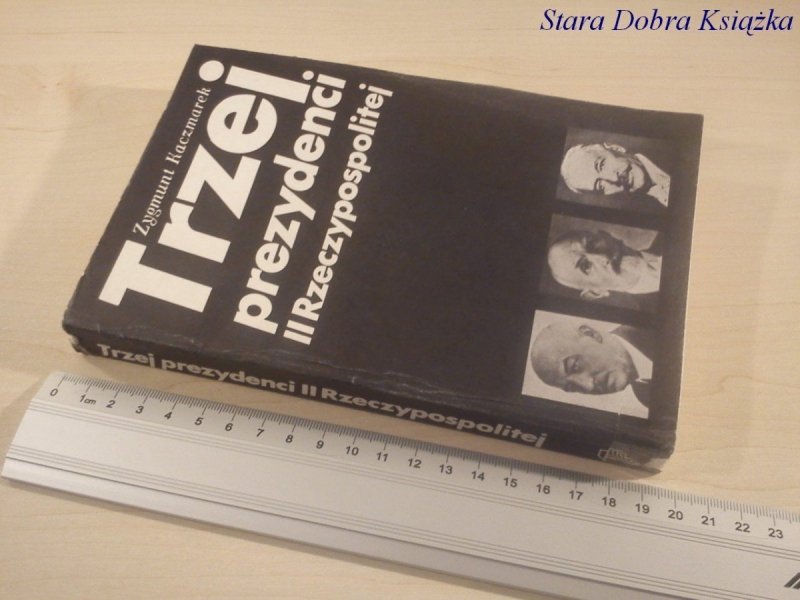 Stara Dobra Książka
Zygmunt Kaczmarek
Trzej
prezydenci
II Rzeczypospolitej
Trzej prezydenci II Rzeczypospolitej
0 1cm 2 3 4 5 6 7 8 9 10 11 12 13 14 15 16 17 18 19 20 21 22 23